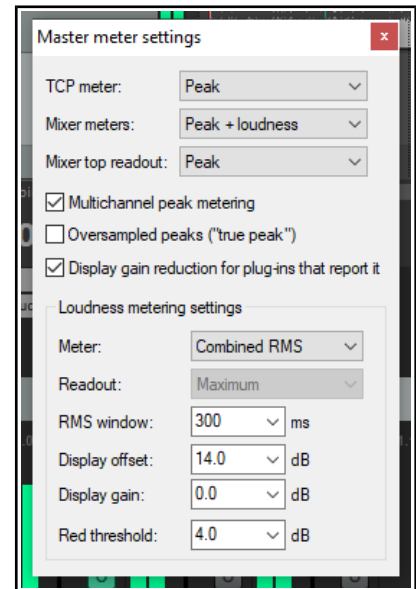 Master meter settings
x
TCP meter: Peak
Mixer meters: Peak + loudness
Mixer top readout: Peak
Multichannel peak metering
Oversampled peaks ("true peak")
Display gain reduction for plug-ins that report it
Loudness metering settings
Meter: Combined RMS
Readout: Maximum
RMS window: 300 ms
Display offset: 14.0 dB
Display gain: 0.0 dB
Red threshold: 4.0 dB